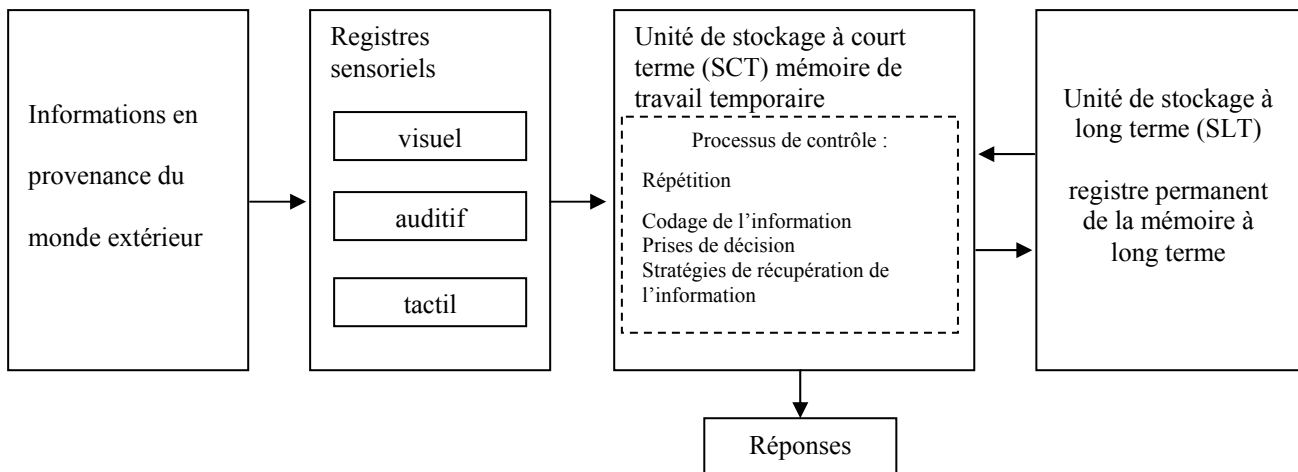 Informations en
provenance du
monde extérieur
Registres
sensoriels
visuel
auditif
tactil
Unité de stockage à court
terme (SCT) mémoire de
travail temporaire
Processus de contrôle :
Répétition
Codage de l’information
Prises de décision
Stratégies de récupération de
l’information
Unité de stockage à
long terme (SLT)
registre permanent
de la mémoire à
long terme
Réponses